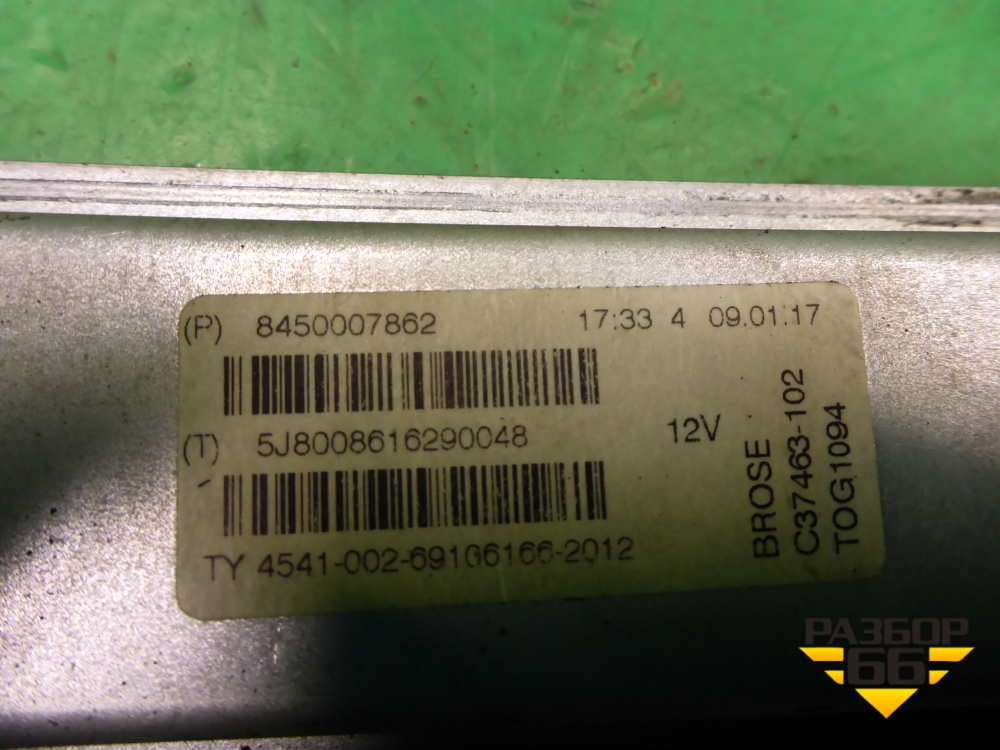 (P) 8450007862 17:33 4 09.01.17
(T) 5J8008616290048 12V
ТУ 4541-002-69106166-2012
BROSE
C37463-102
TOG1094
РАЗБОР
66